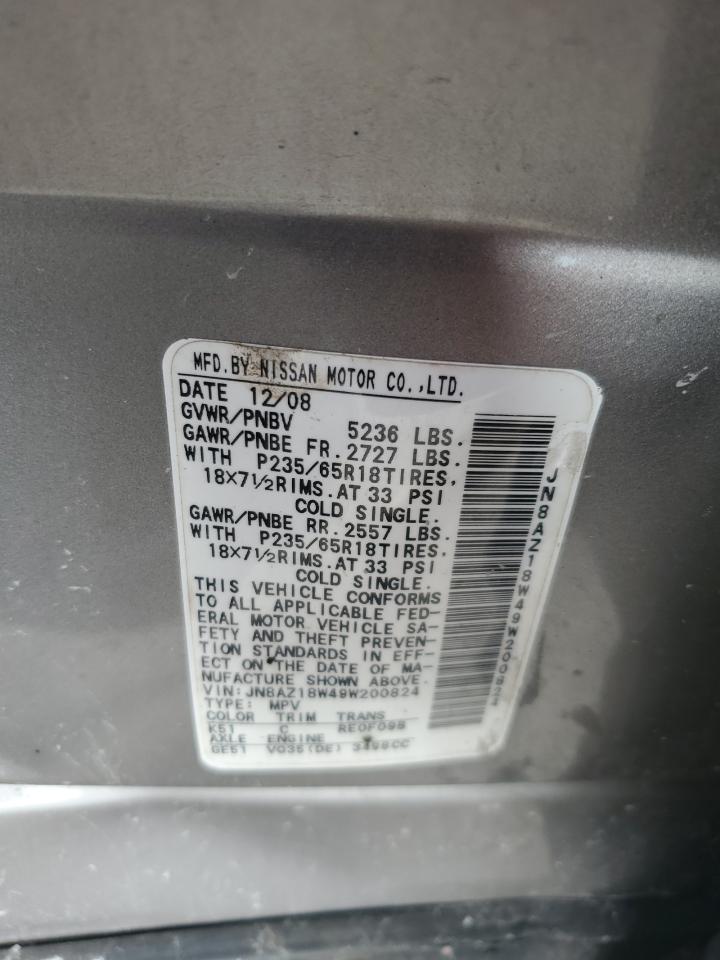 MFD.BY NISSAN MOTOR CO.,LTD.
DATE 12/08
GVWR/PNBV 5236 LBS.
GAWR/PNBE FR.2727 LBS.
WITH P235/65R18TIRES.
18×7½RIMS.AT 33 PSI
COLD SINGLE.
GAWR/PNBE RR.2557 LBS.
WITH P235/65R18TIRES.
18×7½RIMS.AT 33 PSI
COLD SINGLE.
THIS VEHICLE CONFORMS
TO ALL APPLICABLE FED-
ERAL MOTOR VEHICLE SA-
FETY AND THEFT PREVEN-
TION STANDARDS IN EFF-
ECT ON THE DATE OF MA-
NUFACTURE SHOWN ABOVE.
VIN:JN8AZ18W49W200824
TYPE: MPV
COLOR TRIM TRANS
K51 C RE0F09B
AXLE ENGINE
GE51 VQ35(DE) 3498CC
JN8AZ18W49W200824